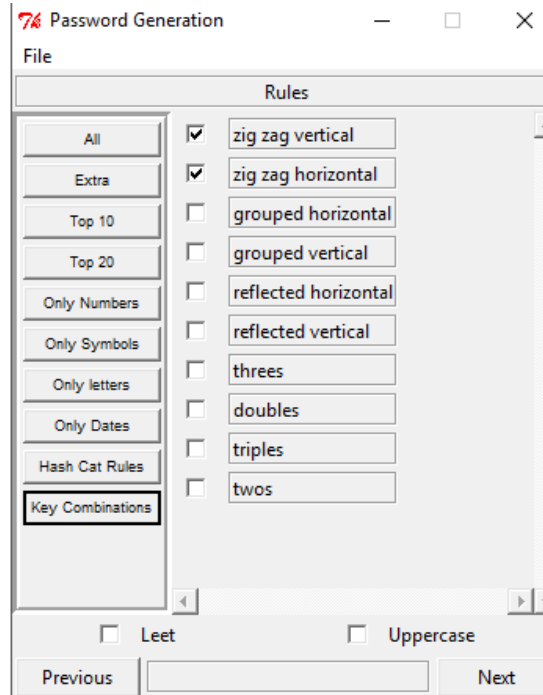 Password Generation
File
Rules
All
Extra
Top 10
Top 20
Only Numbers
Only Symbols
Only letters
Only Dates
Hash Cat Rules
Key Combinations
zig zag vertical
zig zag horizontal
grouped horizontal
grouped vertical
reflected horizontal
reflected vertical
threes
doubles
triples
twos
Leet
Uppercase
Previous
Next